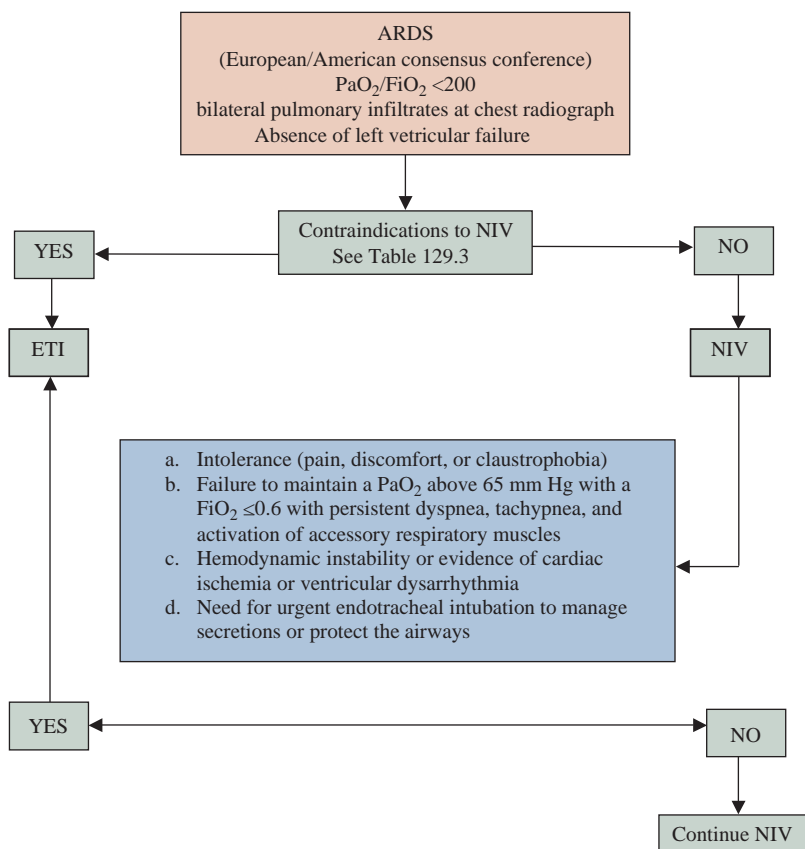 ARDS
(European/American consensus conference)
PaO₂/FiO₂ <200
bilateral pulmonary infiltrates at chest radiograph
Absence of left vetricular failure
Contraindications to NIV
See Table 129.3
YES
NO
ETI
NIV
a. Intolerance (pain, discomfort, or claustrophobia)
b. Failure to maintain a PaO₂ above 65 mm Hg with a
FiO₂ ≤0.6 with persistent dyspnea, tachypnea, and
activation of accessory respiratory muscles
c. Hemodynamic instability or evidence of cardiac
ischemia or ventricular dysarrhythmia
d. Need for urgent endotracheal intubation to manage
secretions or protect the airways
YES
NO
Continue NIV